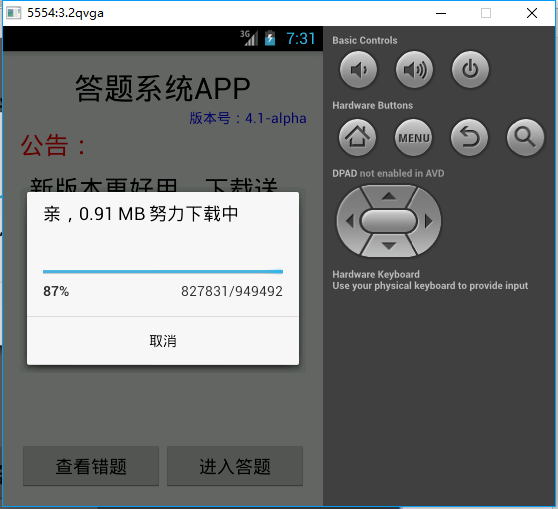 5554:3.2qvga
3G 7:31
答题系统APP
版本号：4.1-alpha
公告：
新版本更好用，下载送
亲，0.91 MB 努力下载中
87% 827831/949492
取消
查看错题 进入答题
Basic Controls
Hardware Buttons
MENU
DPAD not enabled in AVD
Hardware Keyboard
Use your physical keyboard to provide input